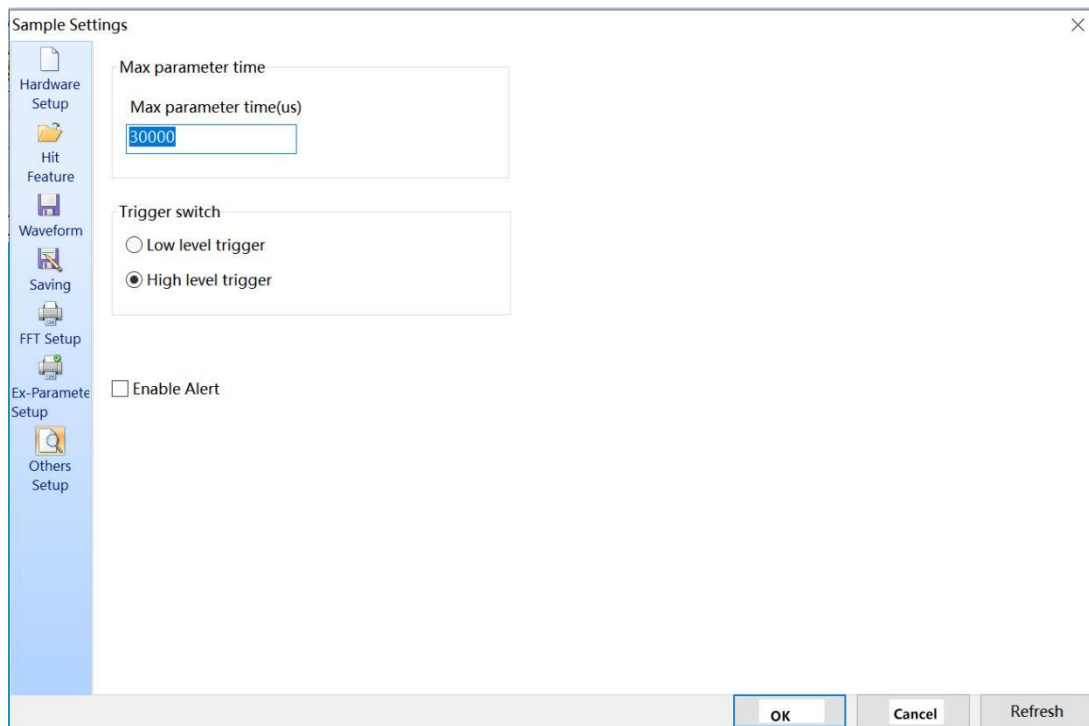 Sample Settings
Hardware
Setup
Hit
Feature
Waveform
Saving
FFT Setup
Ex-Paramete
Setup
Others
Setup
Max parameter time
Max parameter time(us)
30000
Trigger switch
Low level trigger
High level trigger
Enable Alert
OK
Cancel
Refresh